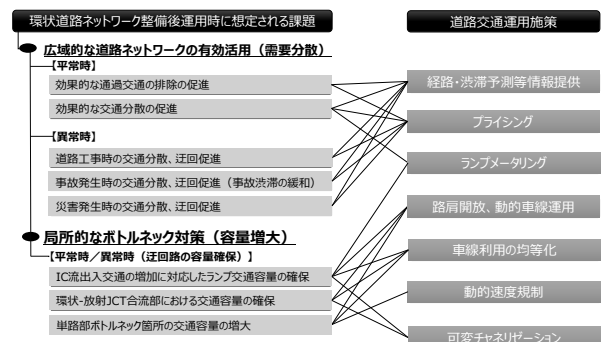 環状道路ネットワーク整備後運用時に想定される課題
広域的な道路ネットワークの有効活用（需要分散）
【平常時】
効果的な通過交通の排除の促進
効果的な交通分散の促進
【異常時】
道路工事時の交通分散、迂回促進
事故発生時の交通分散、迂回促進（事故渋滞の緩和）
災害発生時の交通分散、迂回促進
局所的なボトルネック対策（容量増大）
【平常時／異常時（迂回路の容量確保）】
IC流出入交通の増加に対応したランプ交通容量の確保
環状-放射JCT合流部における交通容量の確保
単路部ボトルネック箇所の交通容量の増大
道路交通運用施策
経路・渋滞予測等情報提供
プライシング
ランプメータリング
路肩開放、動的車線運用
車線利用の均等化
動的速度規制
可変チャネリゼーション